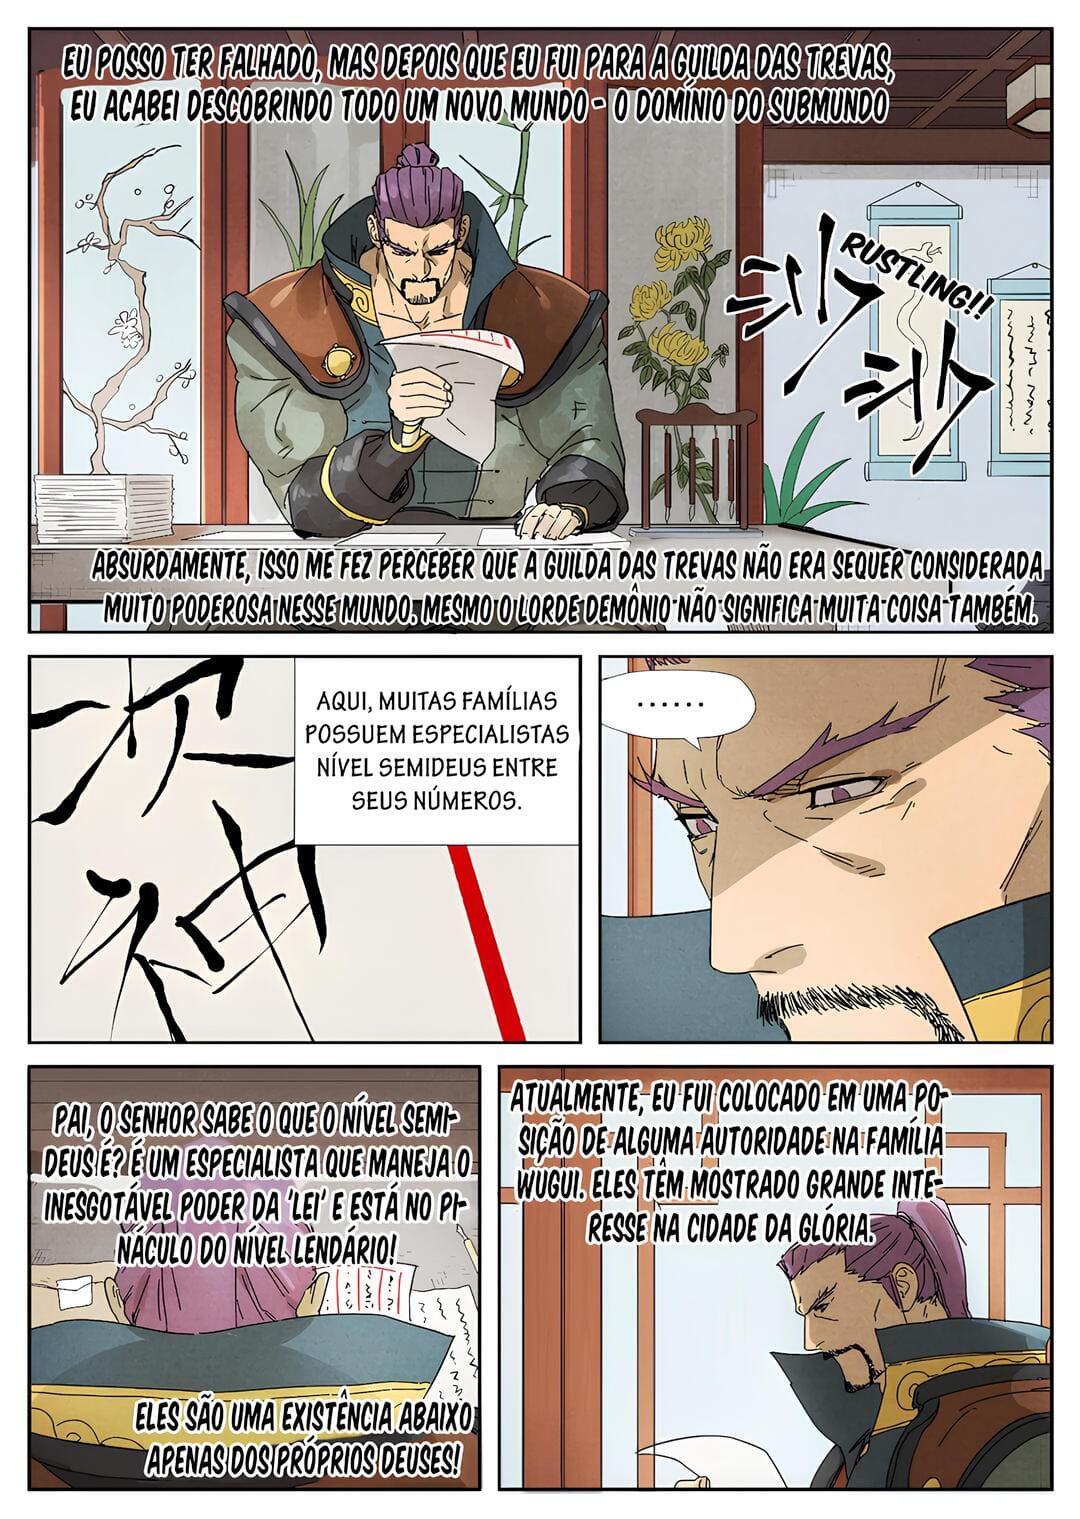 EU POSSO TER FALHADO, MAS DEPOIS QUE EU FUI PARA A GUILDA DAS TREVAS,
EU ACABEI DESCOBRINDO TODO UM NOVO MUNDO - O DOMÍNIO DO SUBMUNDO
RUSTLING!!
ABSURDAMENTE, ISSO ME FEZ PERCEBER QUE A GUILDA DAS TREVAS NÃO ERA SEQUER CONSIDERADA
MUITO PODEROSA NESSE MUNDO. MESMO O LORDE DEMÔNIO NÃO SIGNIFICA MUITA COISA TAMBÉM.
AQUI, MUITAS FAMÍLIAS
POSSUEM ESPECIALISTAS
NÍVEL SEMIDEUS ENTRE
SEUS NÚMEROS.
......
PAI, O SENHOR SABE O QUE O NÍVEL SEMI-
DEUS É? É UM ESPECIALISTA QUE MANEJA O
INESGOTÁVEL PODER DA 'LEI' E ESTÁ NO PI-
NÁCULO DO NÍVEL LENDÁRIO!
ELES SÃO UMA EXISTÊNCIA ABAIXO
APENAS DOS PRÓPRIOS DEUSES!
ATUALMENTE, EU FUI COLOCADO EM UMA PO-
SIÇÃO DE ALGUMA AUTORIDADE NA FAMÍLIA
WUGUI. ELES TÊM MOSTRADO GRANDE INTE-
RESSE NA CIDADE DA GLÓRIA.